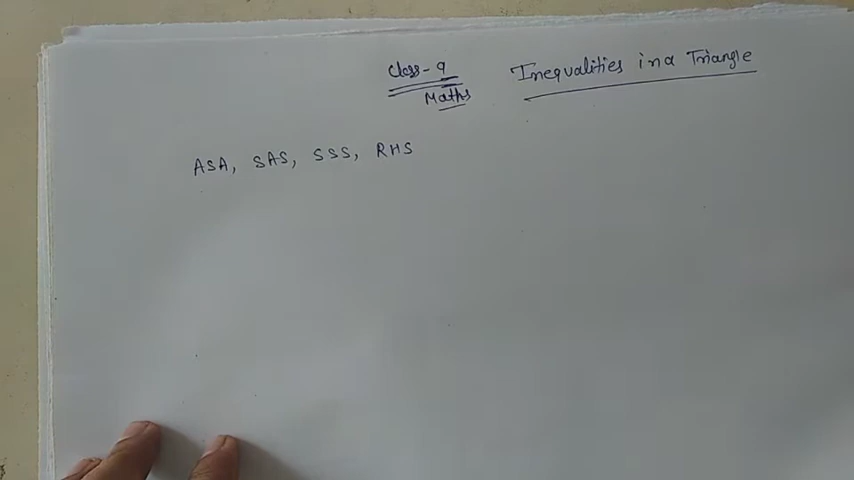 Class - 9
Maths
Inequalities in a Triangle
ASA, SAS, SSS, RHS